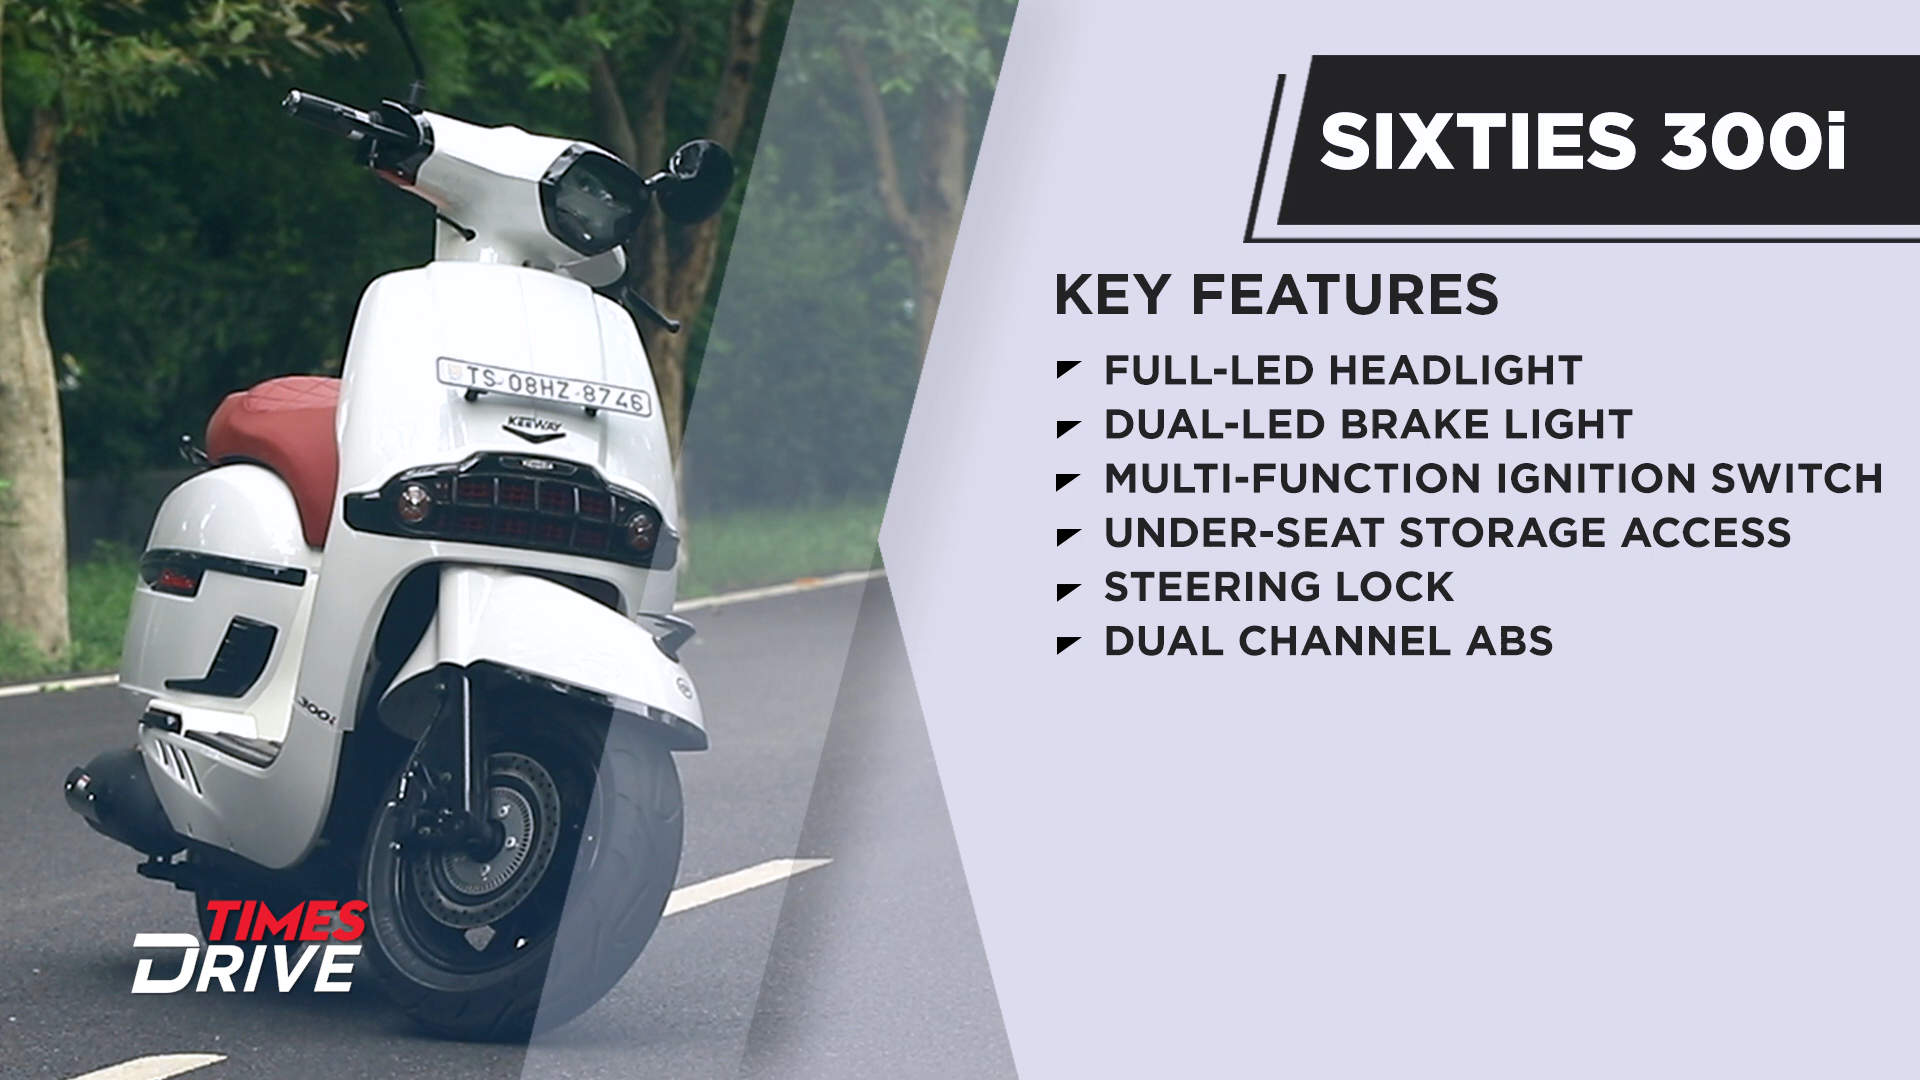 SIXTIES 300i
KEY FEATURES
FULL-LED HEADLIGHT
DUAL-LED BRAKE LIGHT
MULTI-FUNCTION IGNITION SWITCH
UNDER-SEAT STORAGE ACCESS
STEERING LOCK
DUAL CHANNEL ABS
TS 08HZ 8746
KEEWAY
300i
TIMES
DRIVE